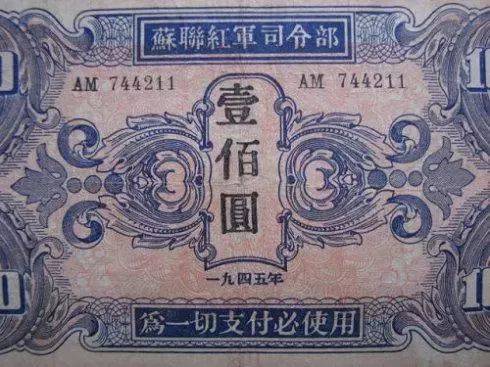 蘇聯紅軍司令部
AM 744211
AM 744211
壹佰圓
一九四五年
爲一切支付必使用